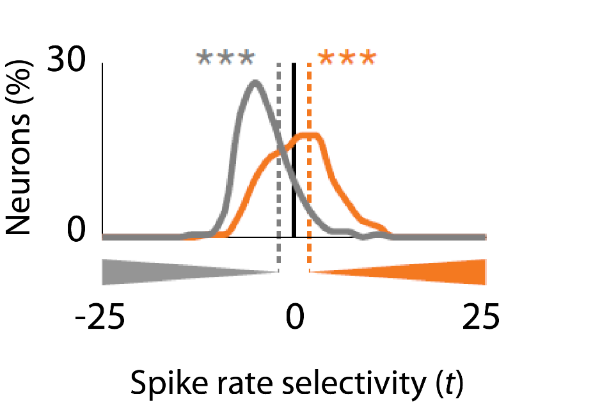 30
*** ***
Neurons (%)
0
-25 0 25
Spike rate selectivity (t)